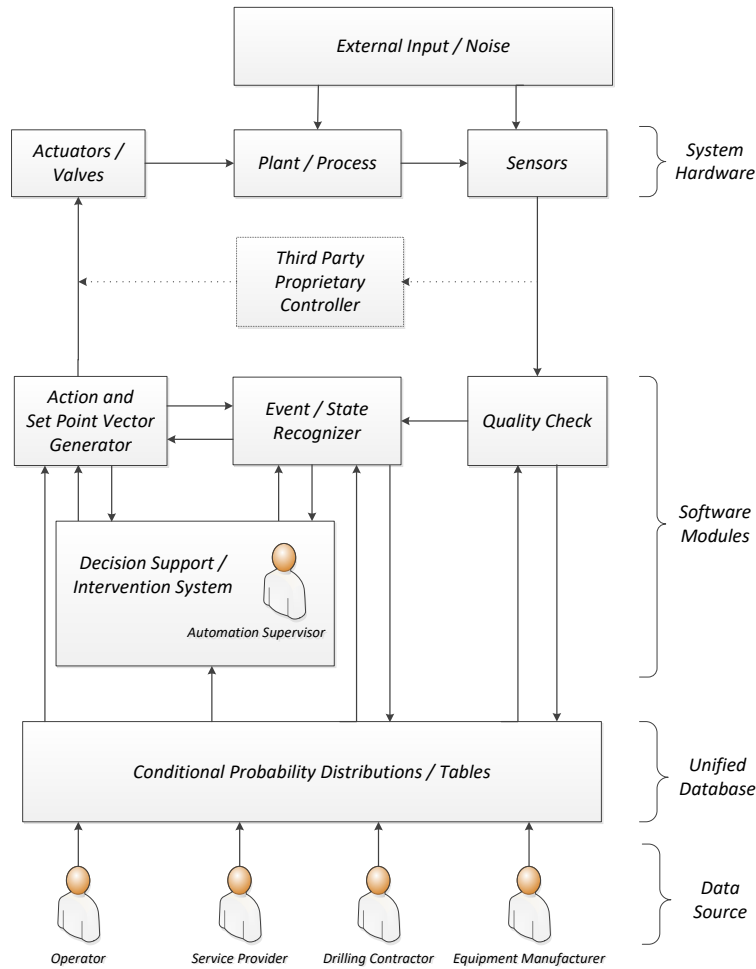 External Input / Noise
Actuators /
Valves
Plant / Process
Sensors
System
Hardware
Third Party
Proprietary
Controller
Action and
Set Point Vector
Generator
Event / State
Recognizer
Quality Check
Decision Support /
Intervention System
Automation Supervisor
Software
Modules
Conditional Probability Distributions / Tables
Unified
Database
Operator
Service Provider
Drilling Contractor
Equipment Manufacturer
Data
Source